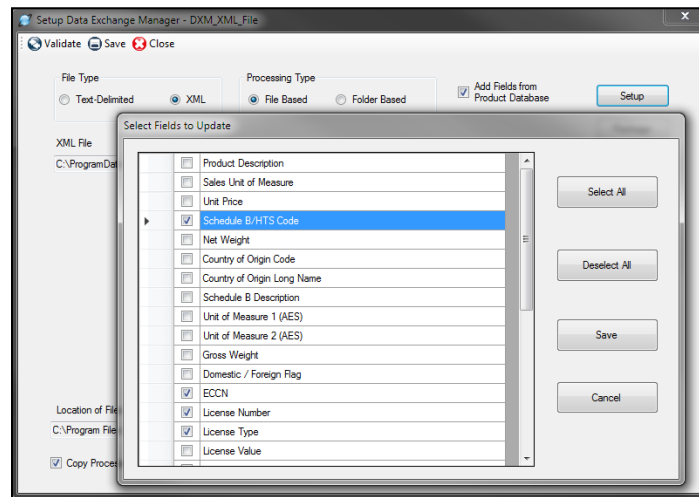 Setup Data Exchange Manager - DXM_XML_File
x
Validate Save Close
File Type
Text-Delimited XML
Processing Type
File Based Folder Based
Add Fields from
Product Database
Setup
XML File
C:\ProgramDat
Select Fields to Update
Product Description
Sales Unit of Measure
Unit Price
Schedule B/HTS Code
Net Weight
Country of Origin Code
Country of Origin Long Name
Schedule B Description
Unit of Measure 1 (AES)
Unit of Measure 2 (AES)
Gross Weight
Domestic / Foreign Flag
ECCN
License Number
License Type
License Value
Select All
Deselect All
Save
Cancel
Location of File
C:\Program File
Copy Proces